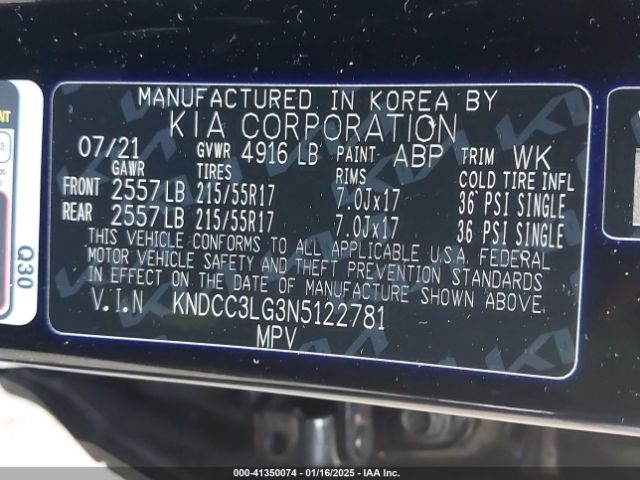 MANUFACTURED IN KOREA BY
KIA CORPORATION
07/21 GVWR 4916 LB PAINT: ABP TRIM WK
GAWR TIRES RIMS COLD TIRE INFL
FRONT 2557 LB 215/55R17 7.0Jx17 36 PSI SINGLE
REAR 2557 LB 215/55R17 7.0Jx17 36 PSI SINGLE
THIS VEHICLE CONFORMS TO ALL APPLICABLE U.S.A. FEDERAL
MOTOR VEHICLE SAFETY AND THEFT PREVENTION STANDARDS
IN EFFECT ON THE DATE OF MANUFACTURE SHOWN ABOVE.
V.I.N KNDCC3LG3N5122781
MPV
Q30
000-41350074 - 01/16/2025 - IAA Inc.